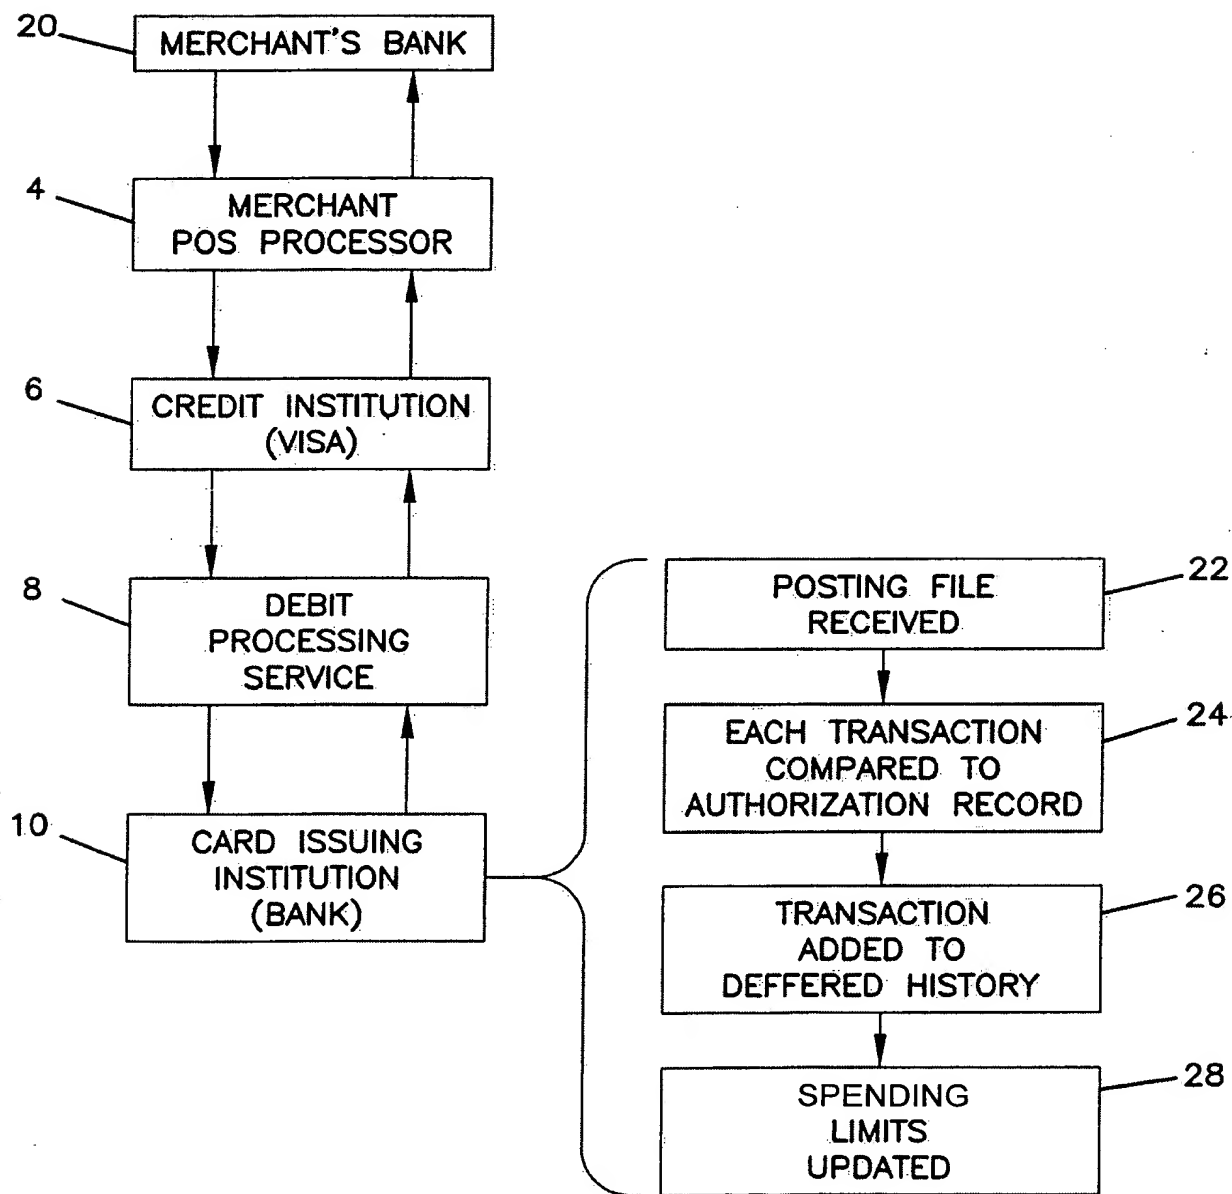 20
MERCHANT'S BANK
4
MERCHANT
POS PROCESSOR
6
CREDIT INSTITUTION
(VISA)
8
DEBIT
PROCESSING
SERVICE
10
CARD ISSUING
INSTITUTION
(BANK)
POSTING FILE
RECEIVED
22
EACH TRANSACTION
COMPARED TO
AUTHORIZATION RECORD
24
TRANSACTION
ADDED TO
DEFFERED HISTORY
26
SPENDING
LIMITS
UPDATED
28